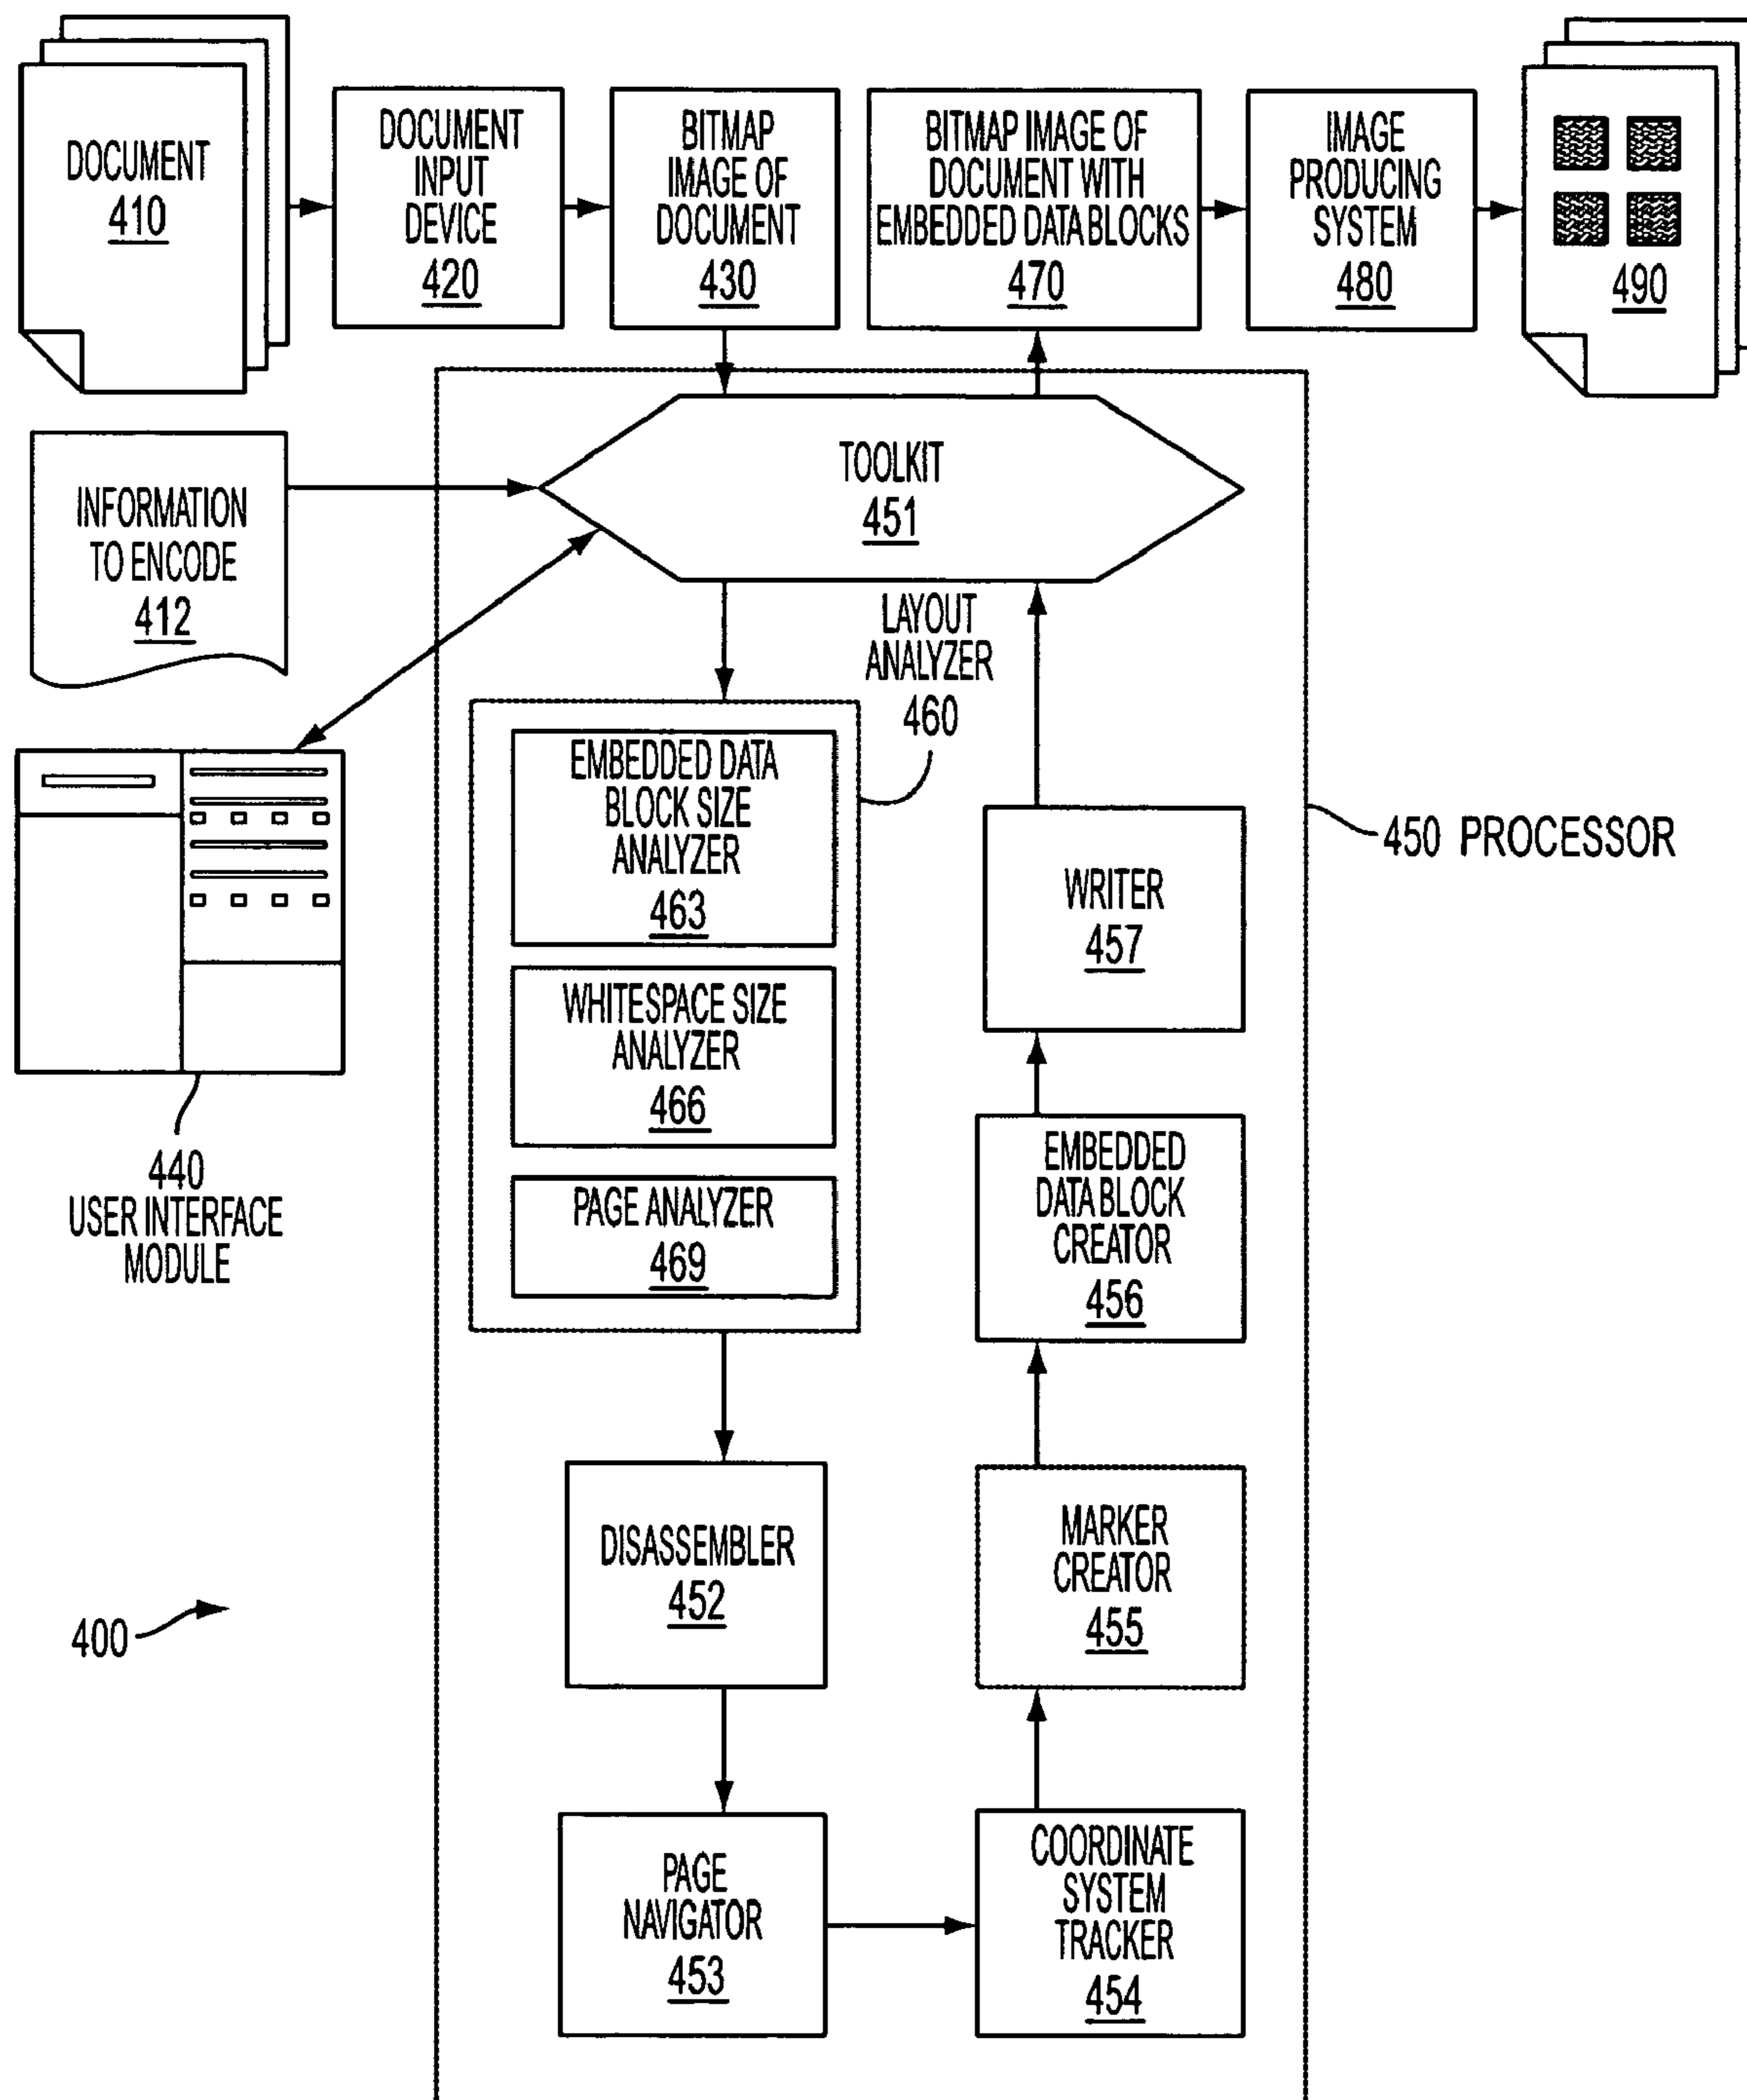 DOCUMENT
410
DOCUMENT
INPUT
DEVICE
420
BITMAP
IMAGE OF
DOCUMENT
430
BITMAP IMAGE OF
DOCUMENT WITH
EMBEDDED DATA BLOCKS
470
IMAGE
PRODUCING
SYSTEM
480
490
INFORMATION
TO ENCODE
412
TOOLKIT
451
LAYOUT
ANALYZER
460
EMBEDDED DATA
BLOCK SIZE
ANALYZER
463
WHITESPACE SIZE
ANALYZER
466
PAGE ANALYZER
469
450 PROCESSOR
WRITER
457
440
USER INTERFACE
MODULE
EMBEDDED
DATA BLOCK
CREATOR
456
DISASSEMBLER
452
MARKER
CREATOR
455
400
PAGE
NAVIGATOR
453
COORDINATE
SYSTEM
TRACKER
454